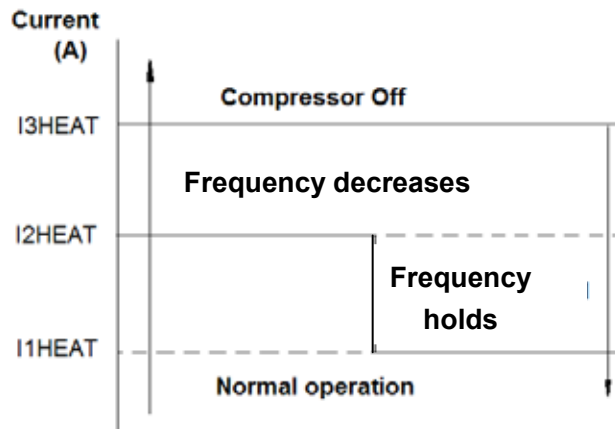 Current
(A)
Compressor Off
I3HEAT
Frequency decreases
I2HEAT
Frequency
holds
I1HEAT
Normal operation